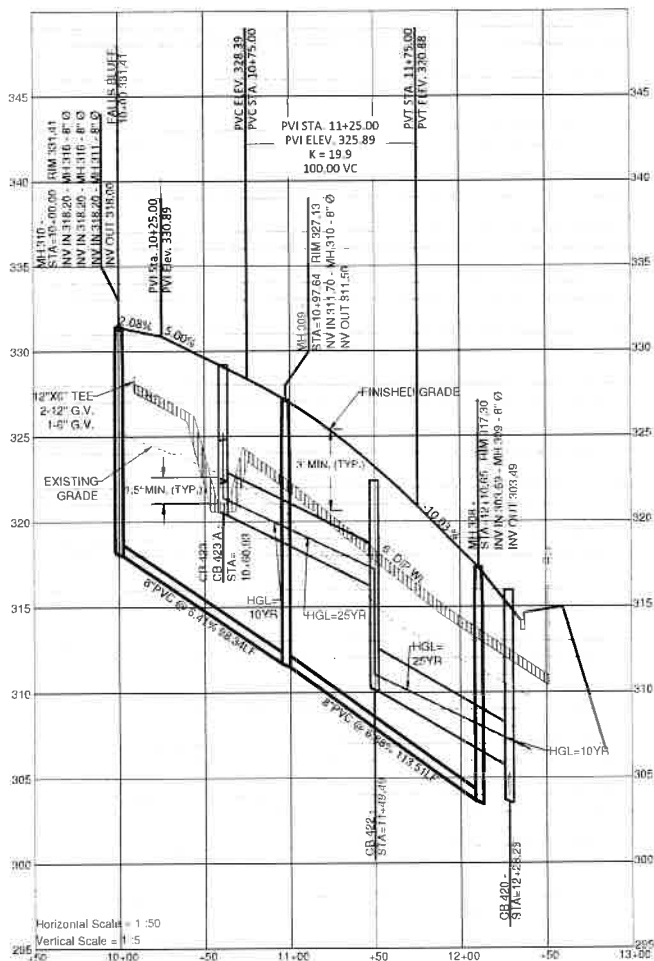 345
340
335
330
325
320
315
310
305
300
295
MH 310 -
STA=10+00.00 RIM 331.41
INV IN 318.20 - MH 316 - 8" Ø
INV IN 318.20 - MH 316 - 8" Ø
INV IN 318.20 - MH 311 - 8" Ø
INV OUT 318.00
FALLS BLUFF
10+00 331.41
PVI Sta. 10+25.00
PVI Elev. 330.89
PVC ELEV. 328.39
PVC STA. 10+75.00
PVI STA. 11+25.00
PVI ELEV. 325.89
K = 19.9
100.00 VC
PVT STA. 11+75.00
PVT ELEV. 320.88
MH 309
STA=10+97.64 RIM 327.13
INV IN 311.70 - MH 310 - 8" Ø
INV OUT 311.50
2.08%
5.00%
FINISHED GRADE
12"X6" TEE
2-12" G.V.
1-6" G.V.
3' MIN. (TYP.)
EXISTING
GRADE
1.5' MIN. (TYP.)
CB 423
CB 423 A
STA=
10+60.03
HGL=
10YR
HGL=25YR
6" DIP WL
-10.03%
MH 308 -
STA=12+10.65 RIM 317.30
INV IN 303.69 - MH 309 - 8" Ø
INV OUT 303.49
8" PVC @ 6.41% 98.34LF
8" PVC @ 6.88% 113.51LF
HGL=
25YR
HGL=10YR
CB 422 -
STA=11+49.49
CB 420 -
STA=12+28.29
345
340
335
330
325
320
315
310
305
300
295
Horizontal Scale = 1:50
Vertical Scale = 1:5
+50 10+00 +50 11+00 +50 12+00 +50 13+00